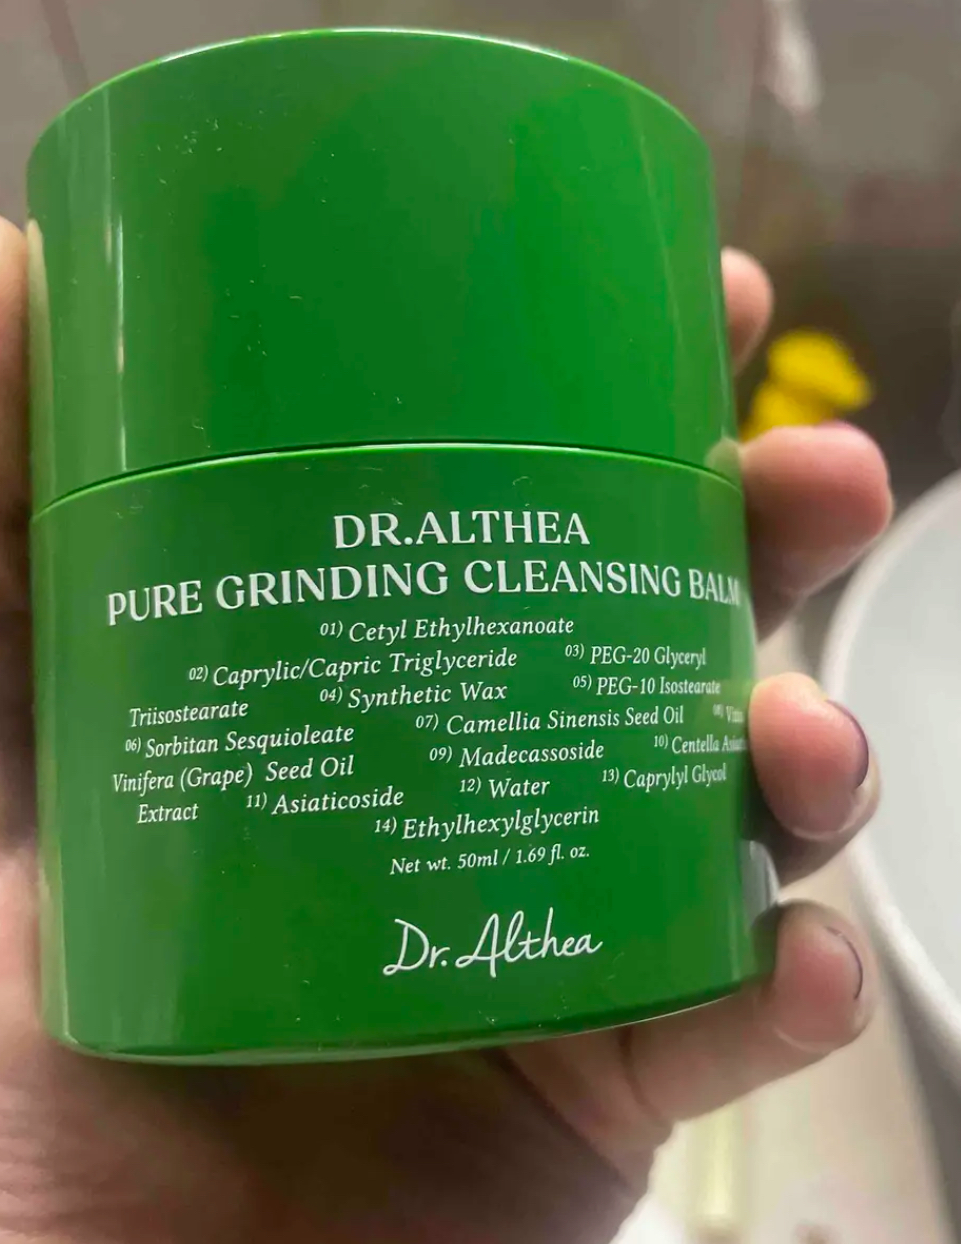 DR.ALTHEA
PURE GRINDING CLEANSING BALM
01) Cetyl Ethylhexanoate
02) Caprylic/Capric Triglyceride 03) PEG-20 Glyceryl
Triisostearate 04) Synthetic Wax 05) PEG-10 Isostearate
06) Sorbitan Sesquioleate 07) Camellia Sinensis Seed Oil
Vinifera (Grape) Seed Oil 09) Madecassoside 10) Centella
Extract 11) Asiaticoside 12) Water 13) Caprylyl Glycol
14) Ethylhexylglycerin
Net wt. 50ml / 1.69 fl. oz.
Dr. Althea